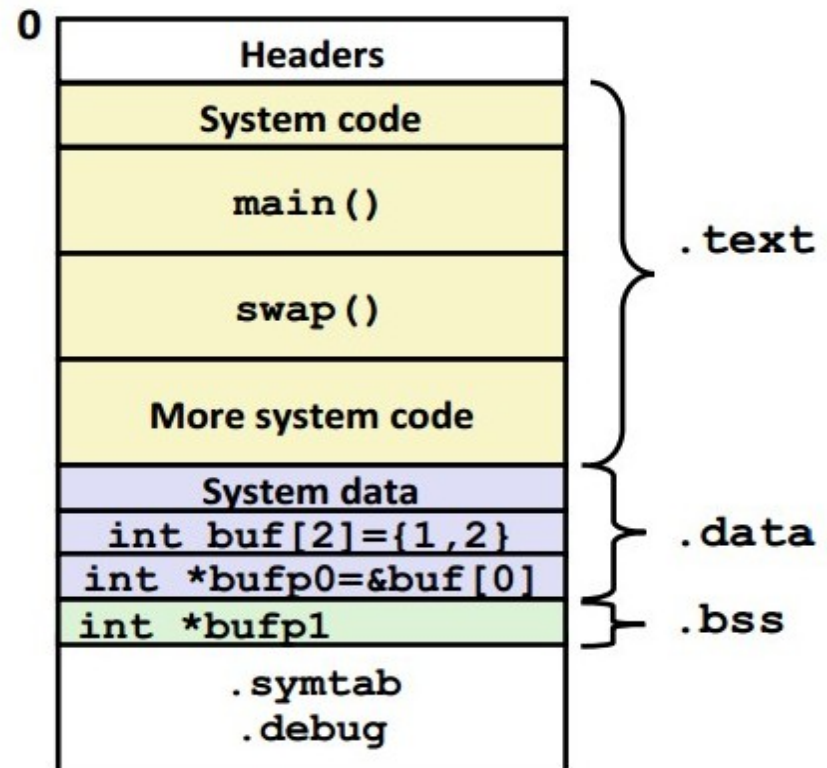 0
Headers
System code
main()
swap()
.text
More system code
System data
int buf[2]={1,2}
.data
int *bufp0=&buf[0]
int *bufp1
.bss
.symtab
.debug